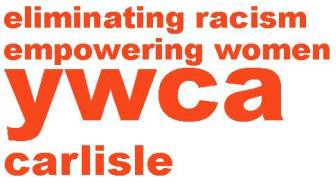 eliminating racism
empowering women
ywca
carlisle